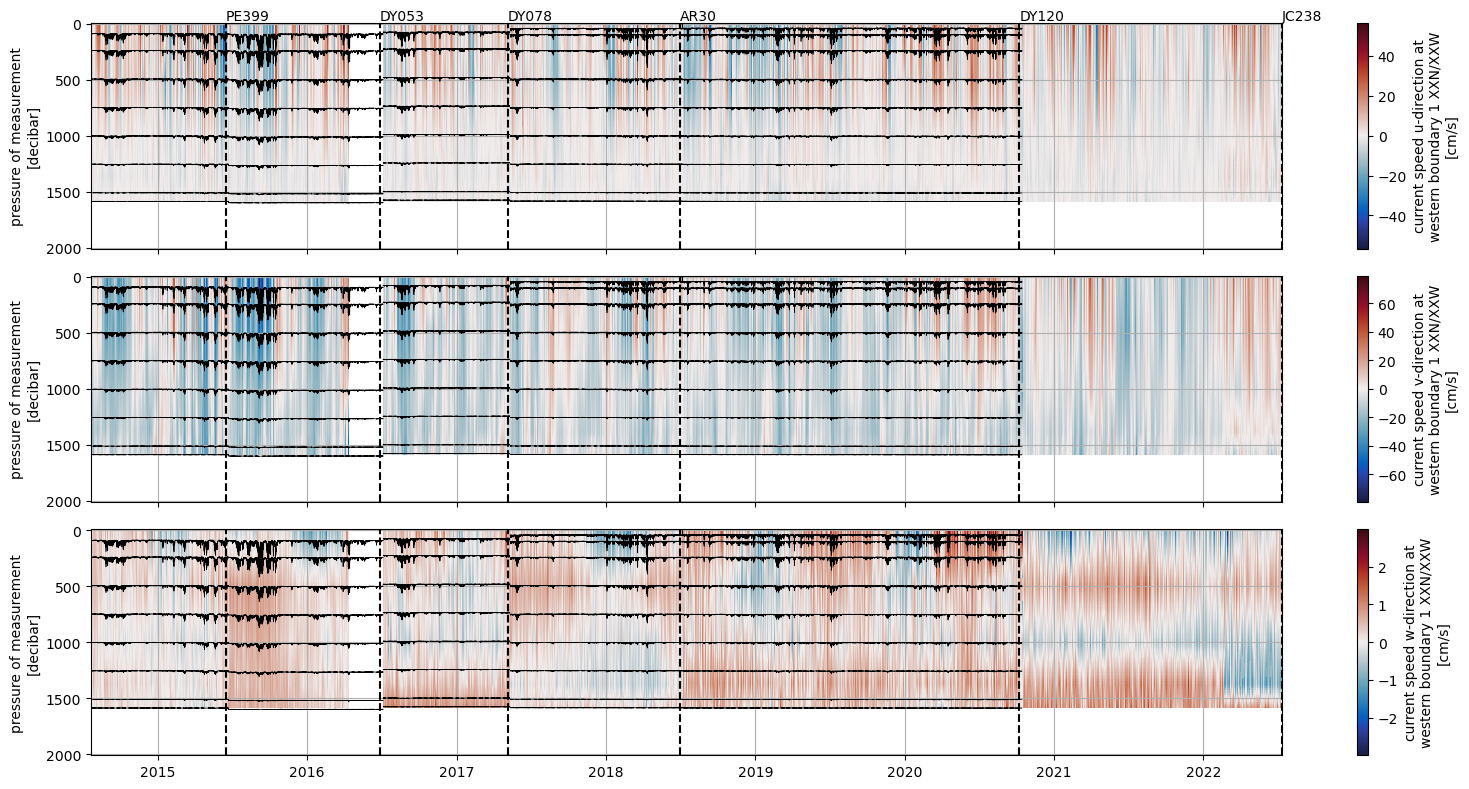 PE399 DY053 DY078 AR30 DY120 JC238
0
500
1000
1500
2000
pressure of measurement
[decibar]
40
20
0
−20
−40
current speed u-direction at
western boundary 1 XXN/XXW
[cm/s]
0
500
1000
1500
2000
pressure of measurement
[decibar]
60
40
20
0
−20
−40
−60
current speed v-direction at
western boundary 1 XXN/XXW
[cm/s]
0
500
1000
1500
2000
pressure of measurement
[decibar]
2
1
0
−1
−2
current speed w-direction at
western boundary 1 XXN/XXW
[cm/s]
2015 2016 2017 2018 2019 2020 2021 2022